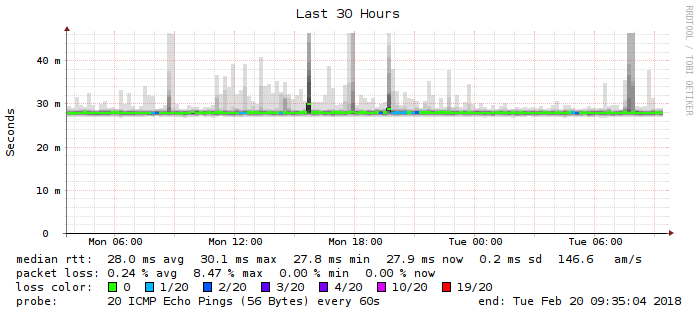 Last 30 Hours
RRDTOOL / TOBI OETIKER
Seconds
40 m
30 m
20 m
10 m
0
Mon 06:00 Mon 12:00 Mon 18:00 Tue 00:00 Tue 06:00
median rtt: 28.0 ms avg 30.1 ms max 27.8 ms min 27.9 ms now 0.2 ms sd 146.6 am/s
packet loss: 0.24 % avg 8.47 % max 0.00 % min 0.00 % now
loss color: 0 1/20 2/20 3/20 4/20 10/20 19/20
probe: 20 ICMP Echo Pings (56 Bytes) every 60s end: Tue Feb 20 09:35:04 2018